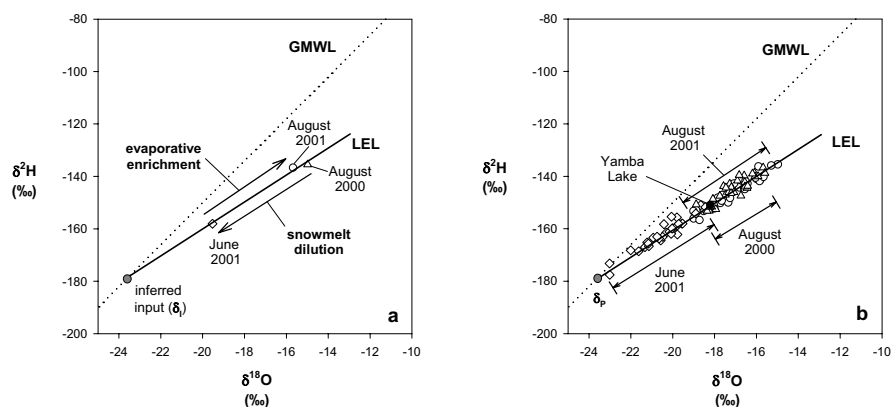 -80
-100
-120
-140
-160
-180
-200
δ²H
(‰)
GMWL
LEL
August
2001
evaporative
enrichment
August
2000
June
2001
snowmelt
dilution
inferred
input (δI)
a
-24 -22 -20 -18 -16 -14 -12 -10
δ¹⁸O
(‰)
-80
-100
-120
-140
-160
-180
-200
δ²H
(‰)
GMWL
LEL
August
2001
Yamba
Lake
August
2000
June
2001
δP
b
-24 -22 -20 -18 -16 -14 -12 -10
δ¹⁸O
(‰)